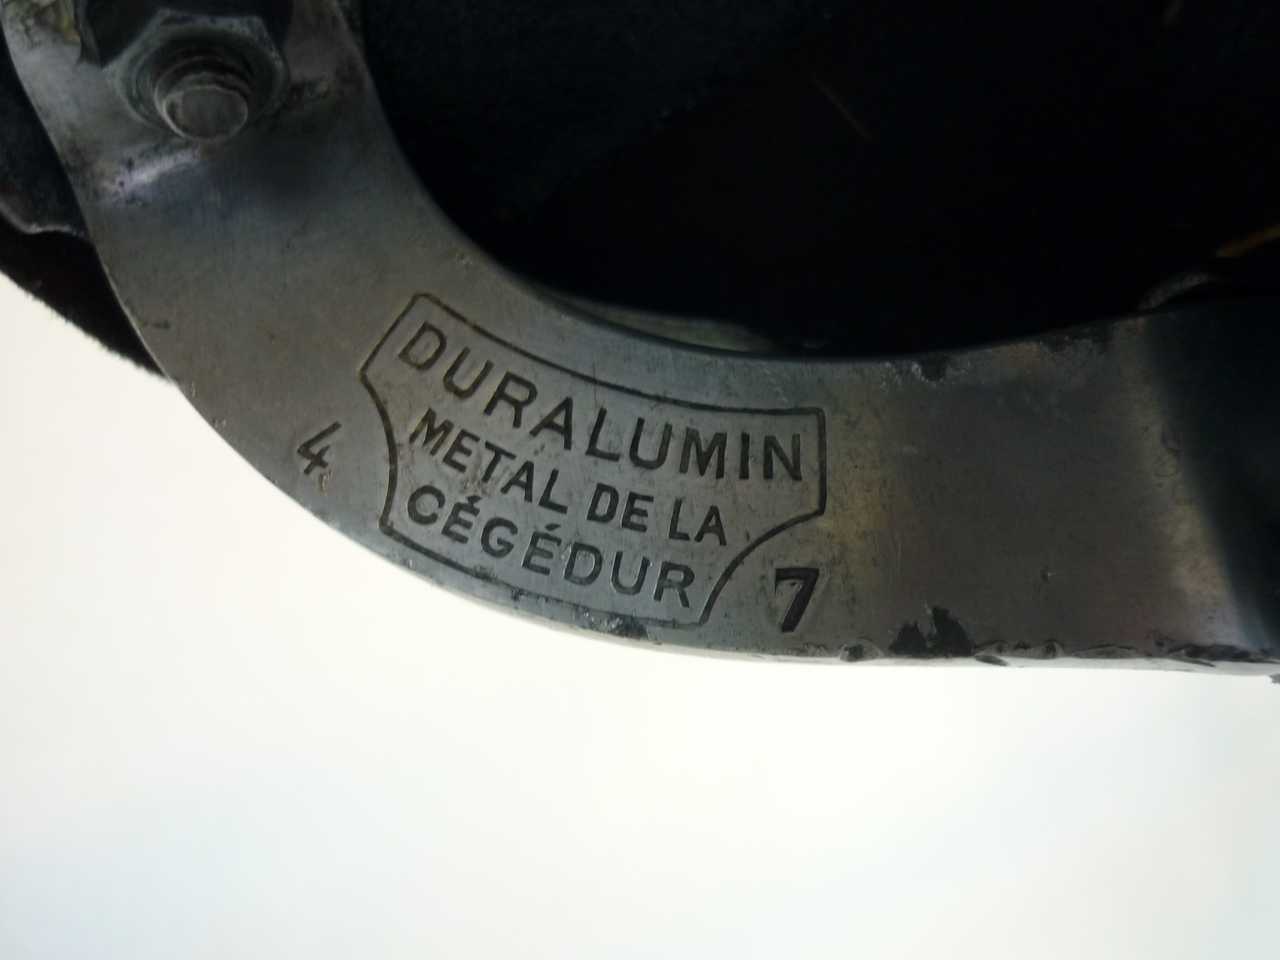 DURALUMIN
METAL DE LA
CÉGÉDUR
4
7